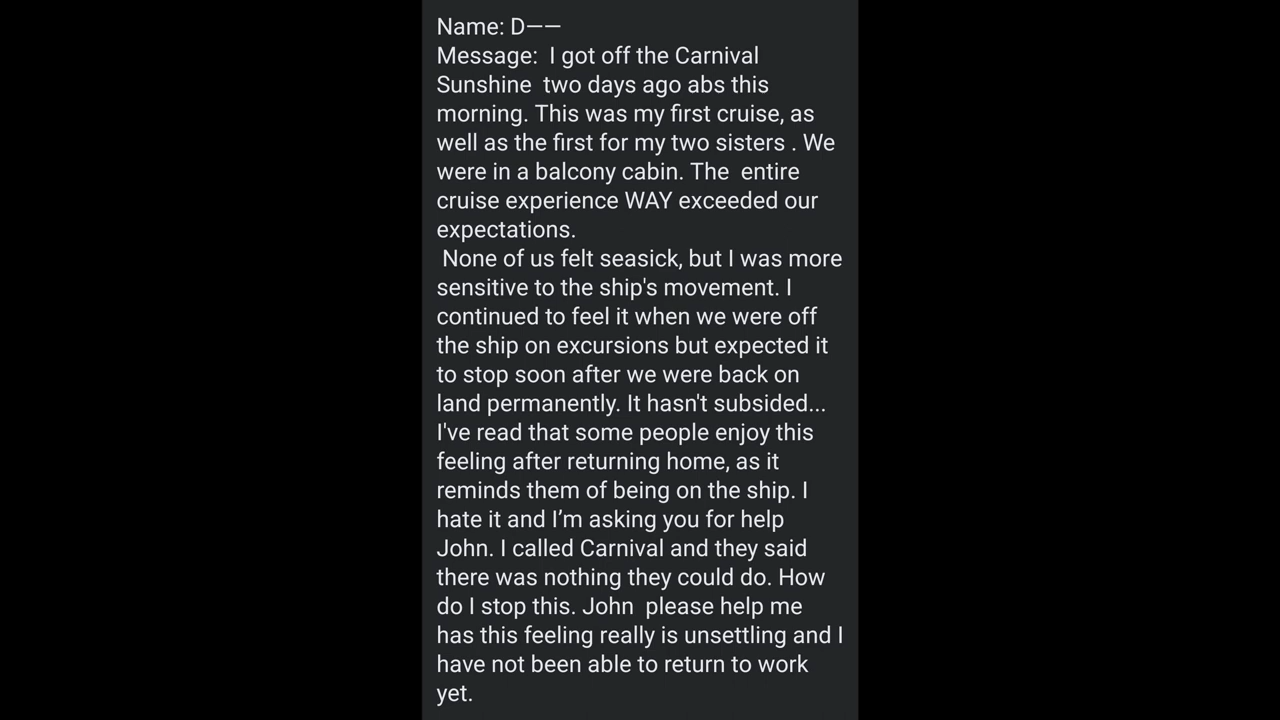 Name: D——
Message:  I got off the Carnival
Sunshine  two days ago abs this
morning. This was my first cruise, as
well as the first for my two sisters . We
were in a balcony cabin. The  entire
cruise experience WAY exceeded our
expectations.
 None of us felt seasick, but I was more
sensitive to the ship's movement. I
continued to feel it when we were off
the ship on excursions but expected it
to stop soon after we were back on
land permanently. It hasn't subsided...
I've read that some people enjoy this
feeling after returning home, as it
reminds them of being on the ship. I
hate it and I’m asking you for help
John. I called Carnival and they said
there was nothing they could do. How
do I stop this. John  please help me
has this feeling really is unsettling and I
have not been able to return to work
yet.